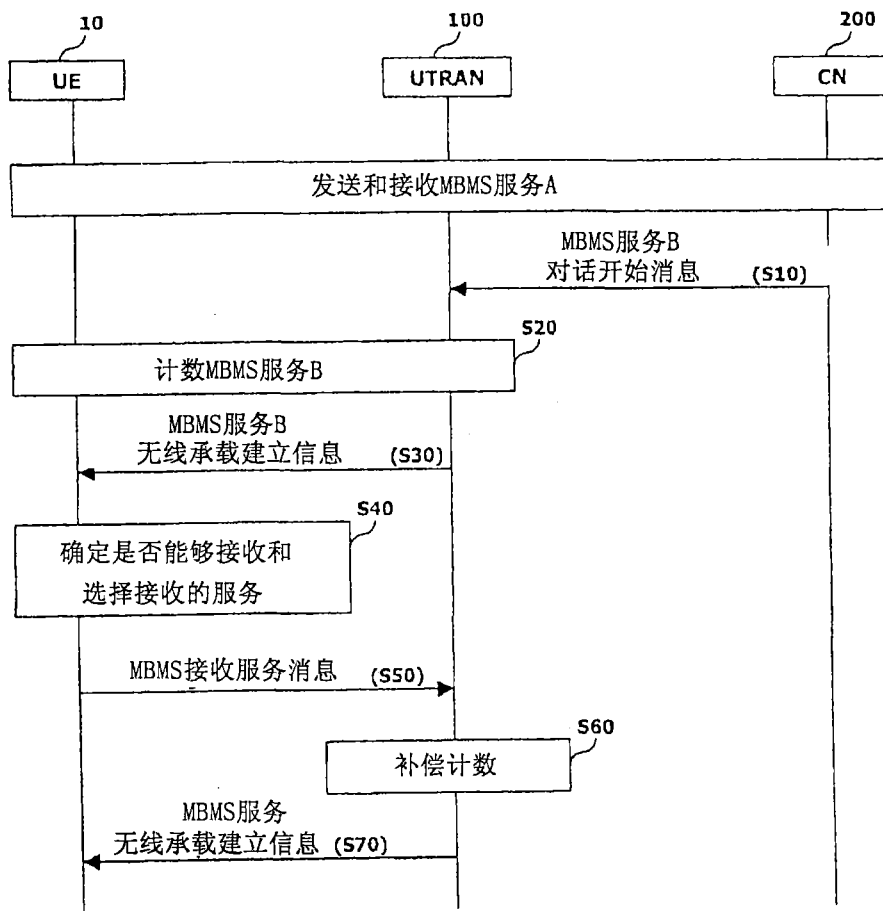 10
100
200
UE
UTRAN
CN
发送和接收MBMS服务A
MBMS服务B
对话开始消息
(S10)
S20
计数MBMS服务B
MBMS服务B
无线承载建立信息
(S30)
S40
确定是否能够接收和
选择接收的服务
MBMS接收服务消息
(S50)
S60
补偿计数
MBMS服务
无线承载建立信息
(S70)